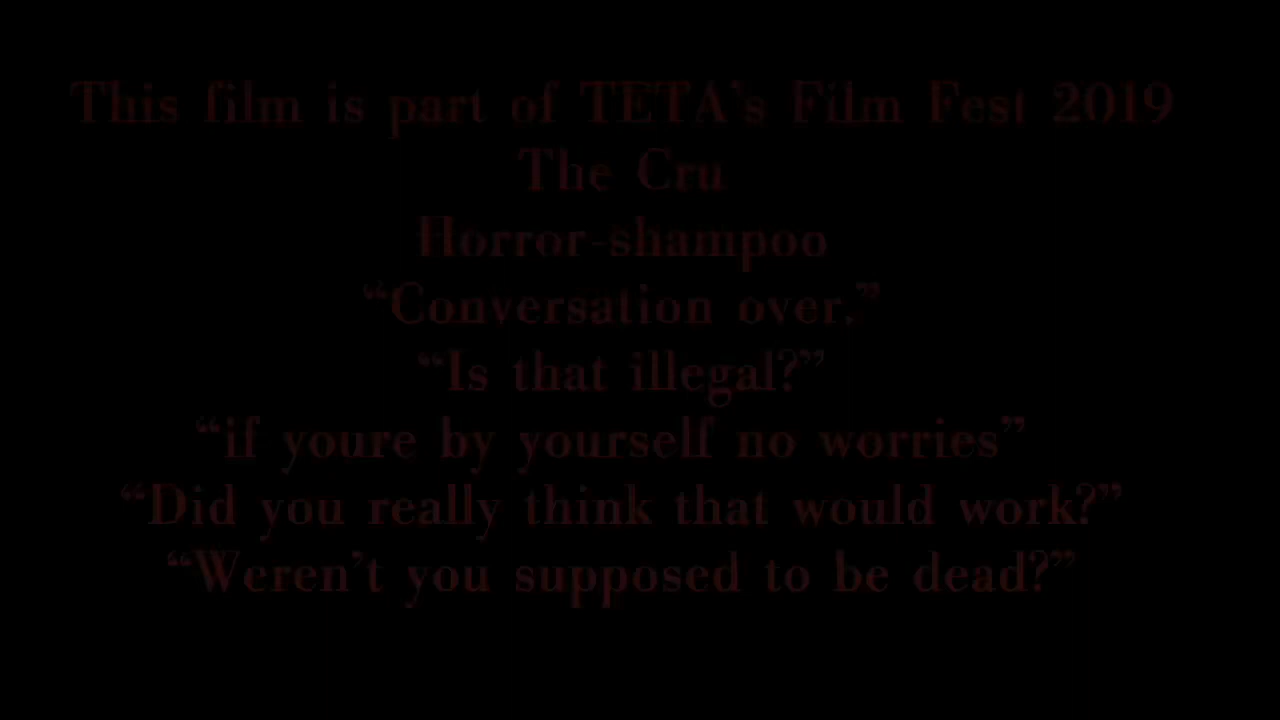 This film is part of TETA's Film Fest 2019
The Cru
Horror-shampoo
“Conversation over.”
“Is that illegal?”
“if youre by yourself no worries”
“Did you really think that would work?”
“Weren't you supposed to be dead?”